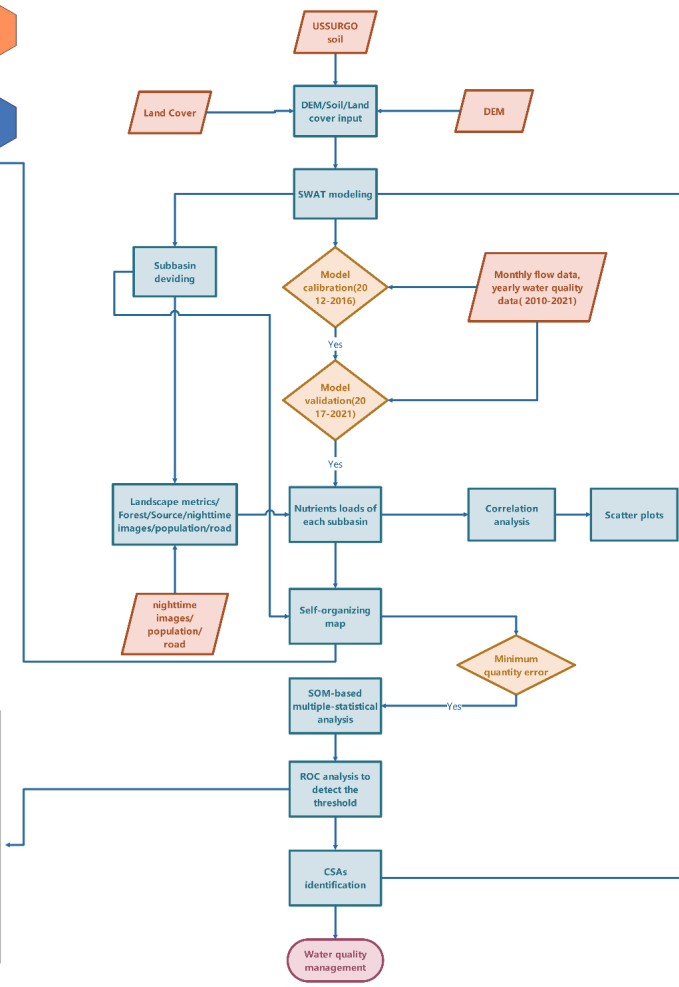 USSURGO
soil
Land Cover
DEM/Soil/Land
cover input
DEM
SWAT modeling
Subbasin
deviding
Model
calibration(20
12-2016)
Monthly flow data,
yearly water quality
data( 2010-2021)
Yes
Model
validation(20
17-2021)
Yes
Landscape metrics/
Forest/Source/nighttime
images/population/road
Nutrients loads of
each subbasin
Correlation
analysis
Scatter plots
nighttime
images/
population/
road
Self-organizing
map
Minimum
quantity error
SOM-based
multiple-statistical
analysis
Yes
ROC analysis to
detect the
threshold
CSAs
identification
Water quality
management